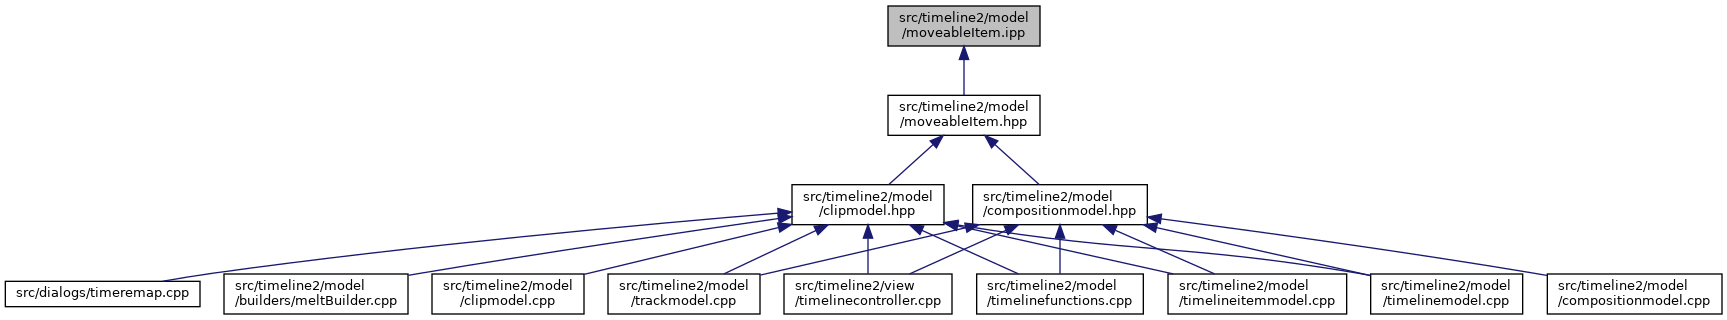 src/timeline2/model
/moveableItem.ipp
src/timeline2/model
/moveableItem.hpp
src/timeline2/model
/clipmodel.hpp
src/timeline2/model
/compositionmodel.hpp
src/dialogs/timeremap.cpp
src/timeline2/model
/builders/meltBuilder.cpp
src/timeline2/model
/clipmodel.cpp
src/timeline2/model
/trackmodel.cpp
src/timeline2/view
/timelinecontroller.cpp
src/timeline2/model
/timelinefunctions.cpp
src/timeline2/model
/timelineitemmodel.cpp
src/timeline2/model
/timelinemodel.cpp
src/timeline2/model
/compositionmodel.cpp